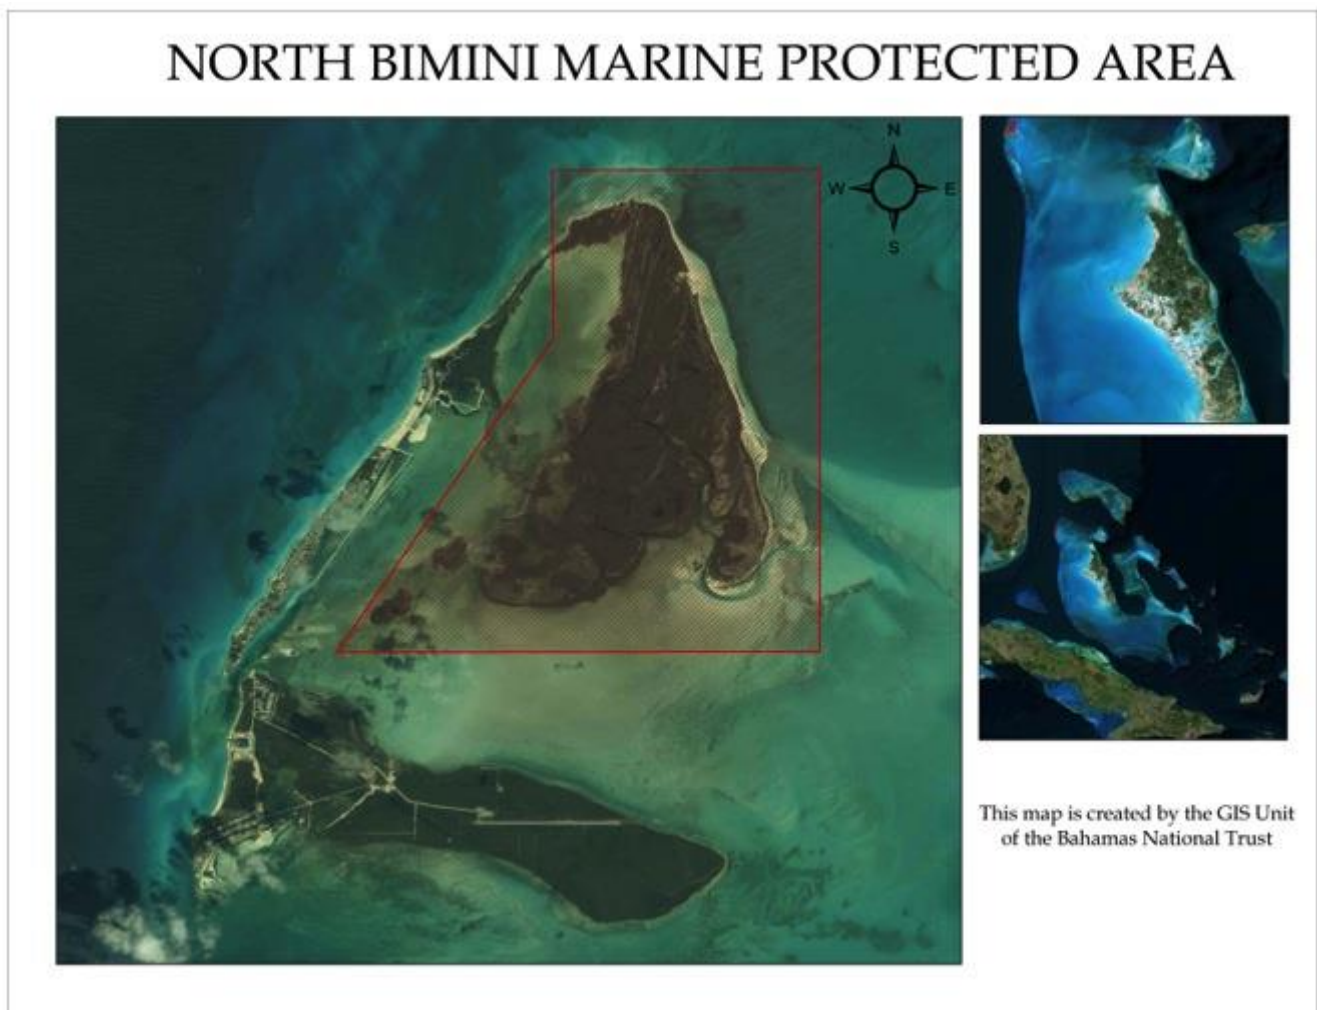 NORTH BIMINI MARINE PROTECTED AREA
N
W E
S
This map is created by the GIS Unit
of the Bahamas National Trust